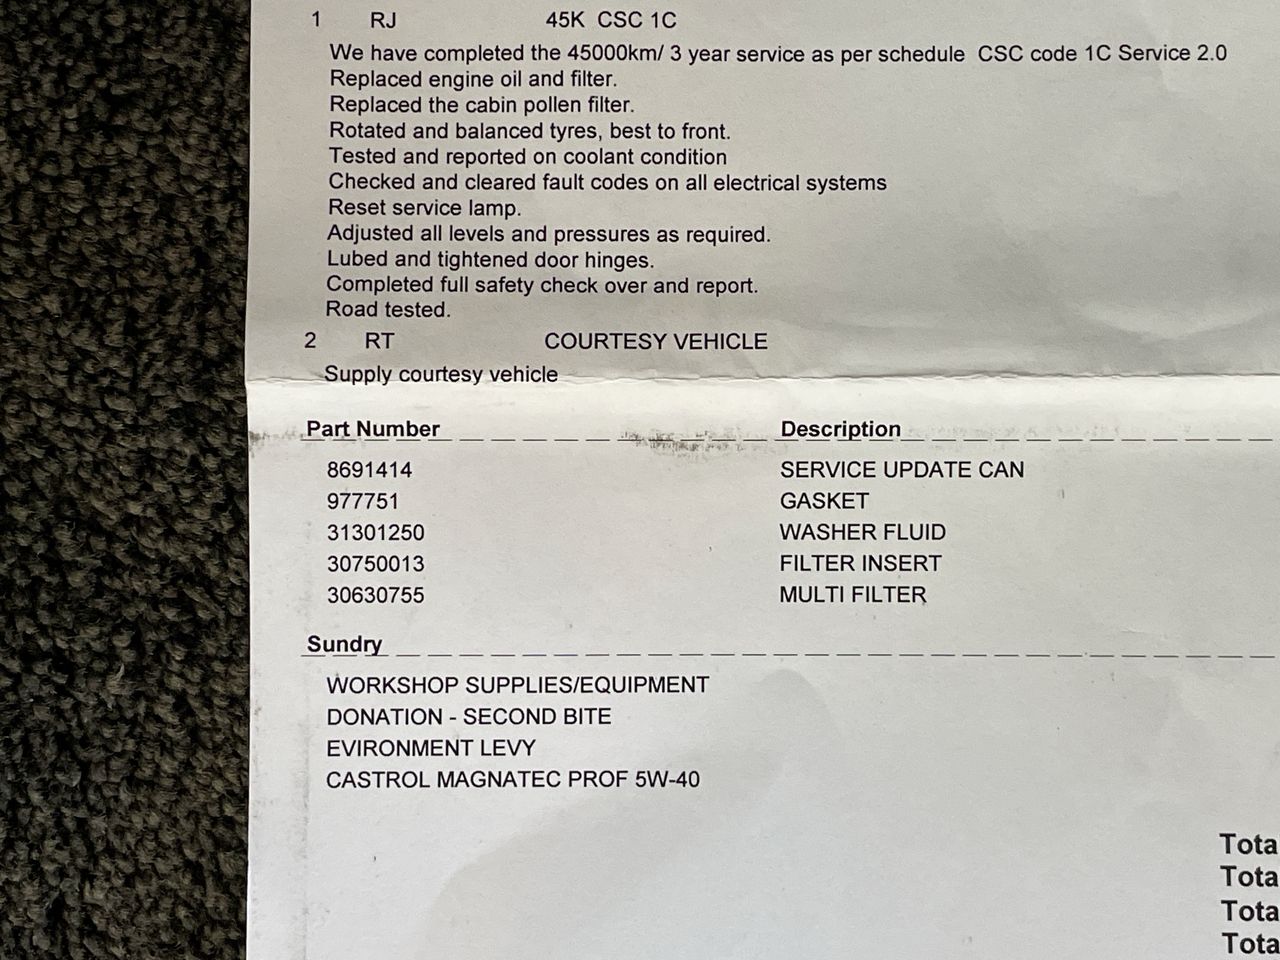 1 RJ 45K CSC 1C
We have completed the 45000km/ 3 year service as per schedule CSC code 1C Service 2.0
Replaced engine oil and filter.
Replaced the cabin pollen filter.
Rotated and balanced tyres, best to front.
Tested and reported on coolant condition
Checked and cleared fault codes on all electrical systems
Reset service lamp.
Adjusted all levels and pressures as required.
Lubed and tightened door hinges.
Completed full safety check over and report.
Road tested.
2 RT COURTESY VEHICLE
Supply courtesy vehicle
Part Number Description
8691414 SERVICE UPDATE CAN
977751 GASKET
31301250 WASHER FLUID
30750013 FILTER INSERT
30630755 MULTI FILTER
Sundry
WORKSHOP SUPPLIES/EQUIPMENT
DONATION - SECOND BITE
EVIRONMENT LEVY
CASTROL MAGNATEC PROF 5W-40
Tota
Tota
Tota
Tota